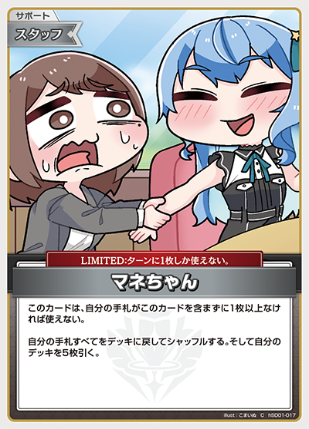 サポート
スタッフ
LIMITED:ターンに1枚しか使えない。
マネちゃん
このカードは、自分の手札がこのカードを含まずに1枚以上なけ
れば使えない。
自分の手札すべてをデッキに戻してシャッフルする。そして自分の
デッキを5枚引く。
illust:こまいぬ C hSD01-017